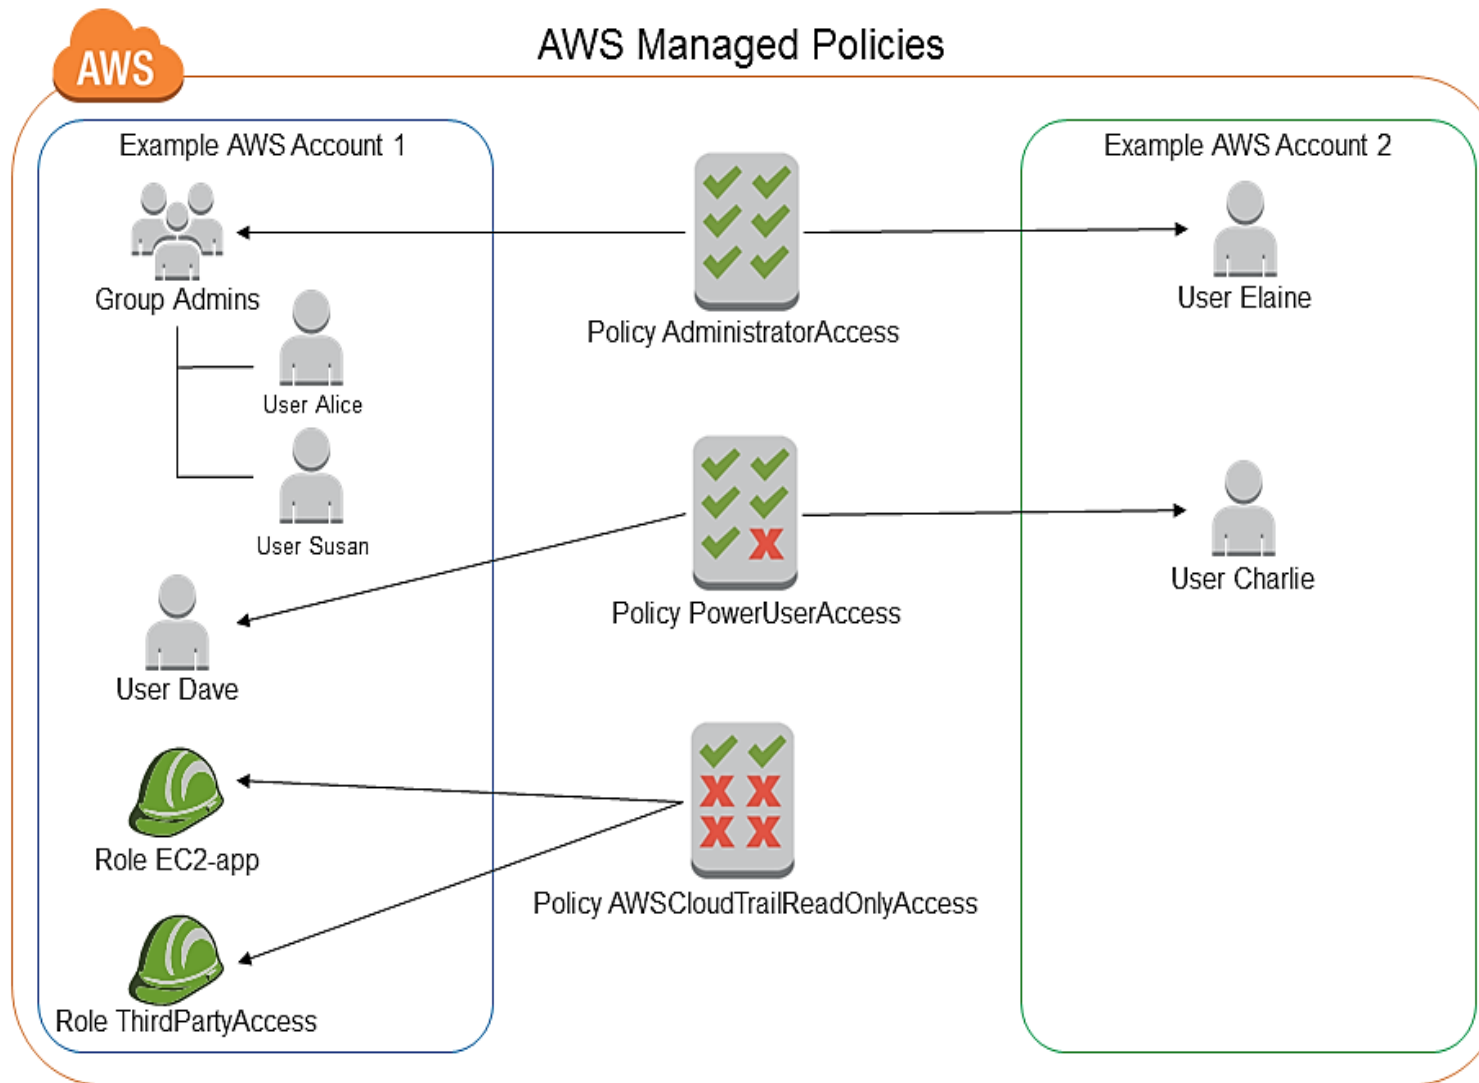 AWS Managed Policies
AWS
Example AWS Account 1
Example AWS Account 2
Group Admins
User Elaine
Policy AdministratorAccess
User Alice
User Susan
User Charlie
Policy PowerUserAccess
User Dave
Role EC2-app
Policy AWSCloudTrailReadOnlyAccess
Role ThirdPartyAccess